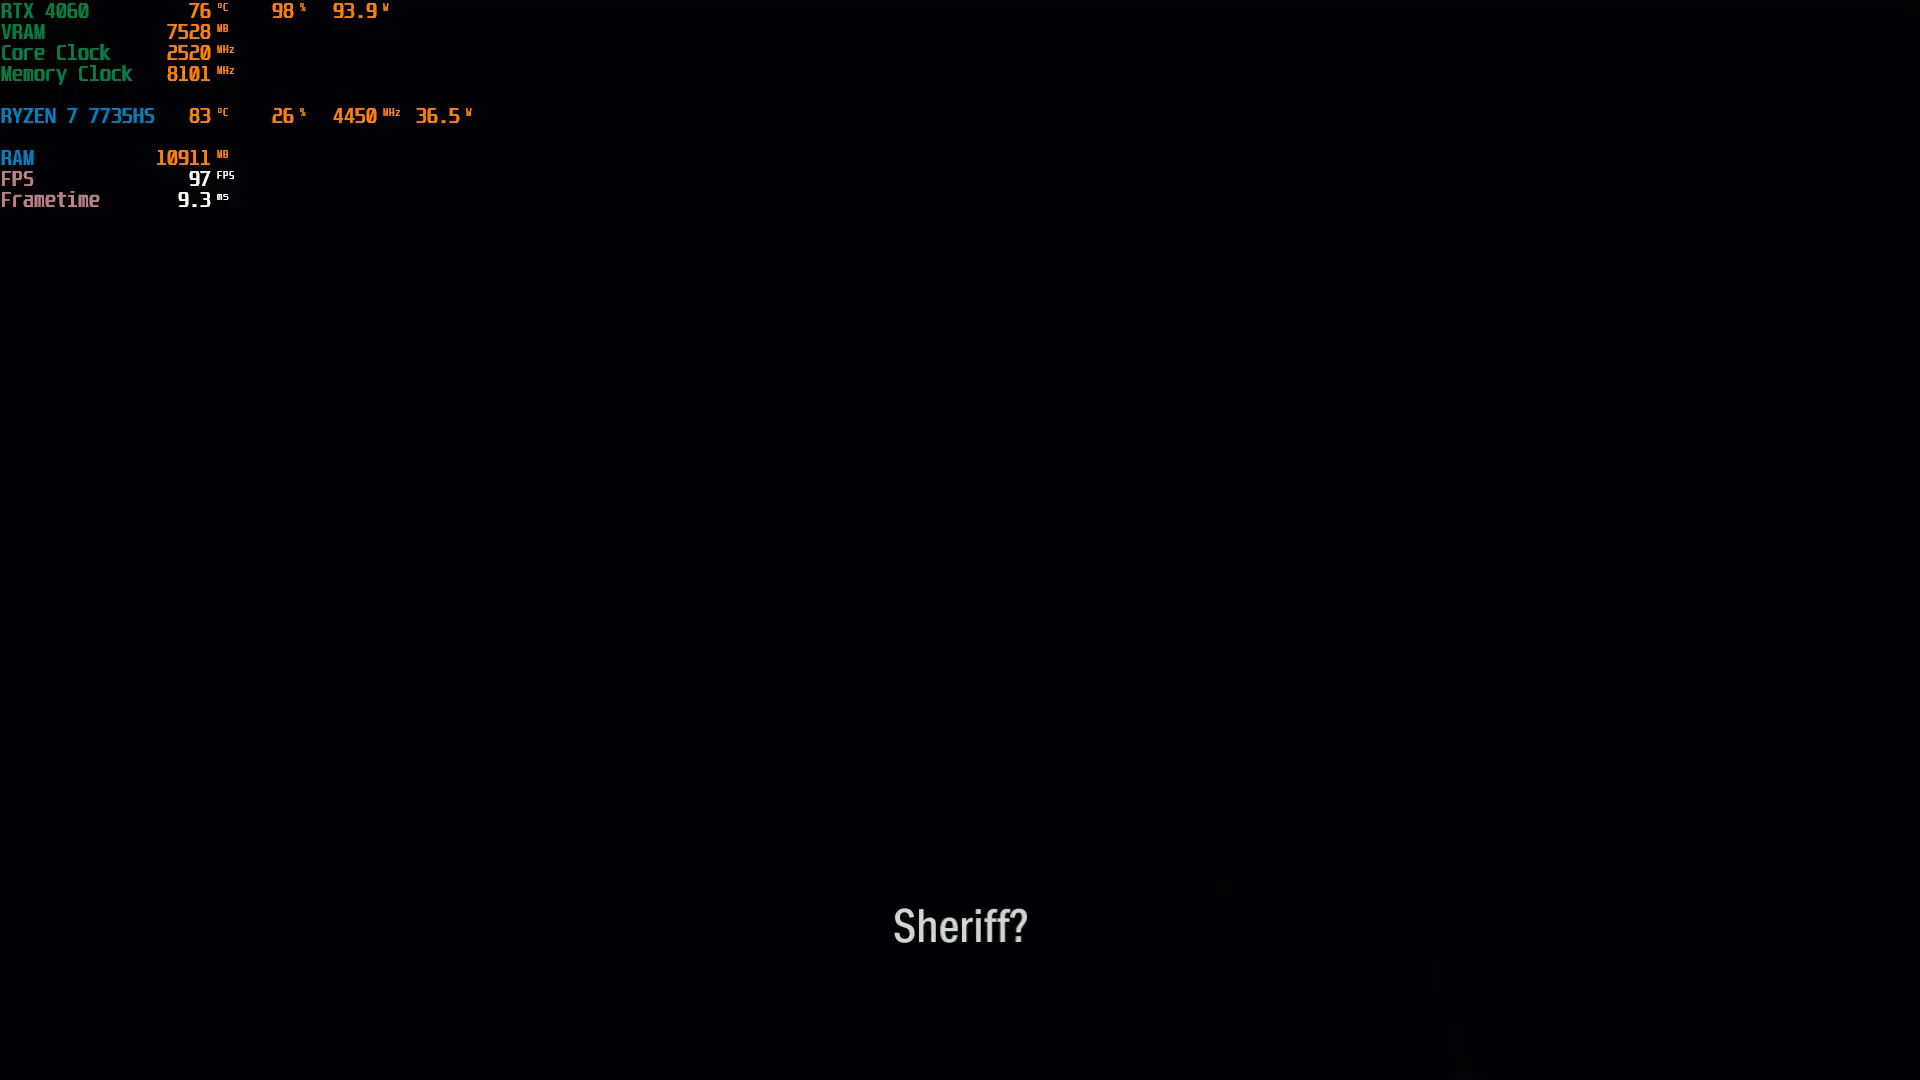 RTX 4060 76 °C 98 % 93.9 W
VRAM 7528 MB
Core Clock 2520 MHz
Memory Clock 8101 MHz
RYZEN 7 7735HS 83 °C 26 % 4450 MHz 36.5 W
RAM 10911 MB
FPS 97 FPS
Frametime 9.3 ms
Sheriff?